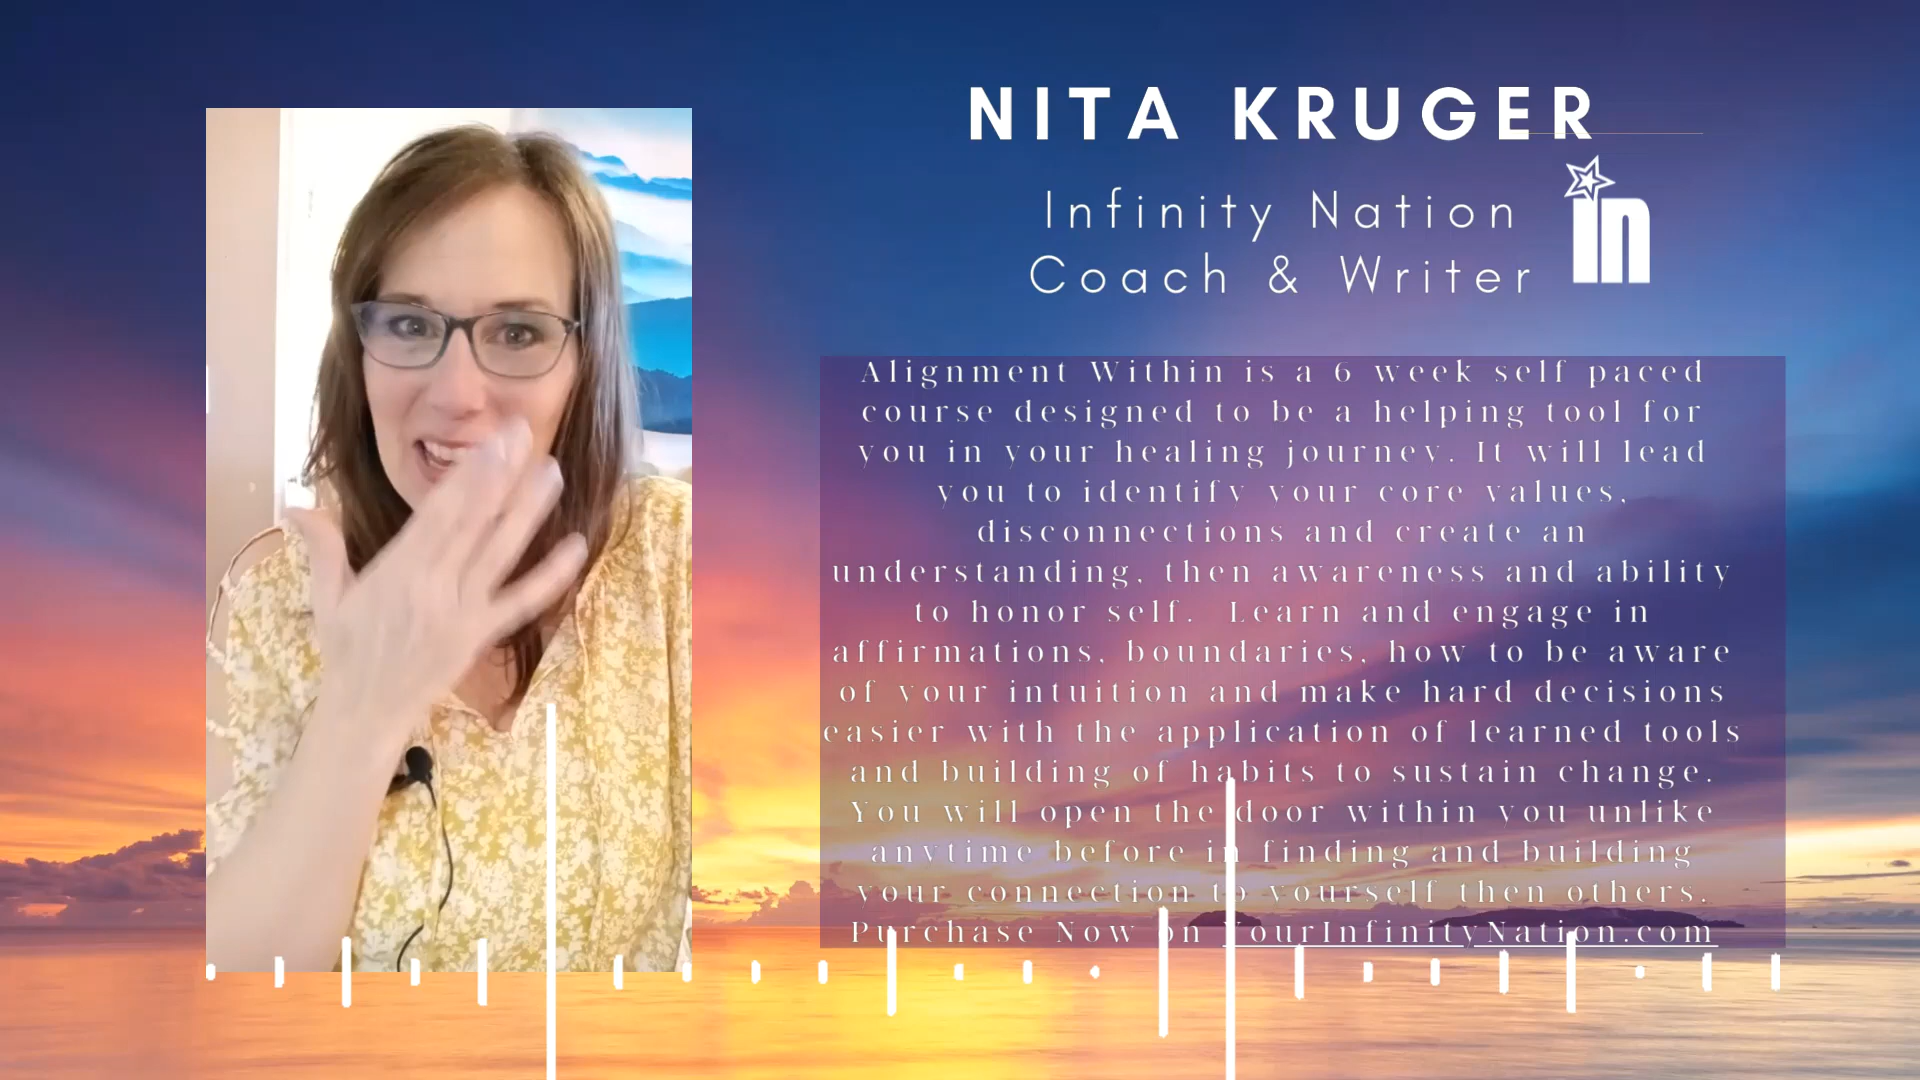 NITA KRUGER
Infinity Nation
Coach & Writer
in
Alignment Within is a 6 week self paced
course designed to be a helping tool for
you in your healing journey. It will lead
you to identify your core values,
disconnections and create an
understanding, then awareness and ability
to honor self. Learn and engage in
affirmations, boundaries, how to be aware
of your intuition and make hard decisions
easier with the application of learned tools
and building of habits to sustain change.
You will open the door within you unlike
anytime before in finding and building
your connection to yourself then others.
Purchase Now on YourInfinityNation.com